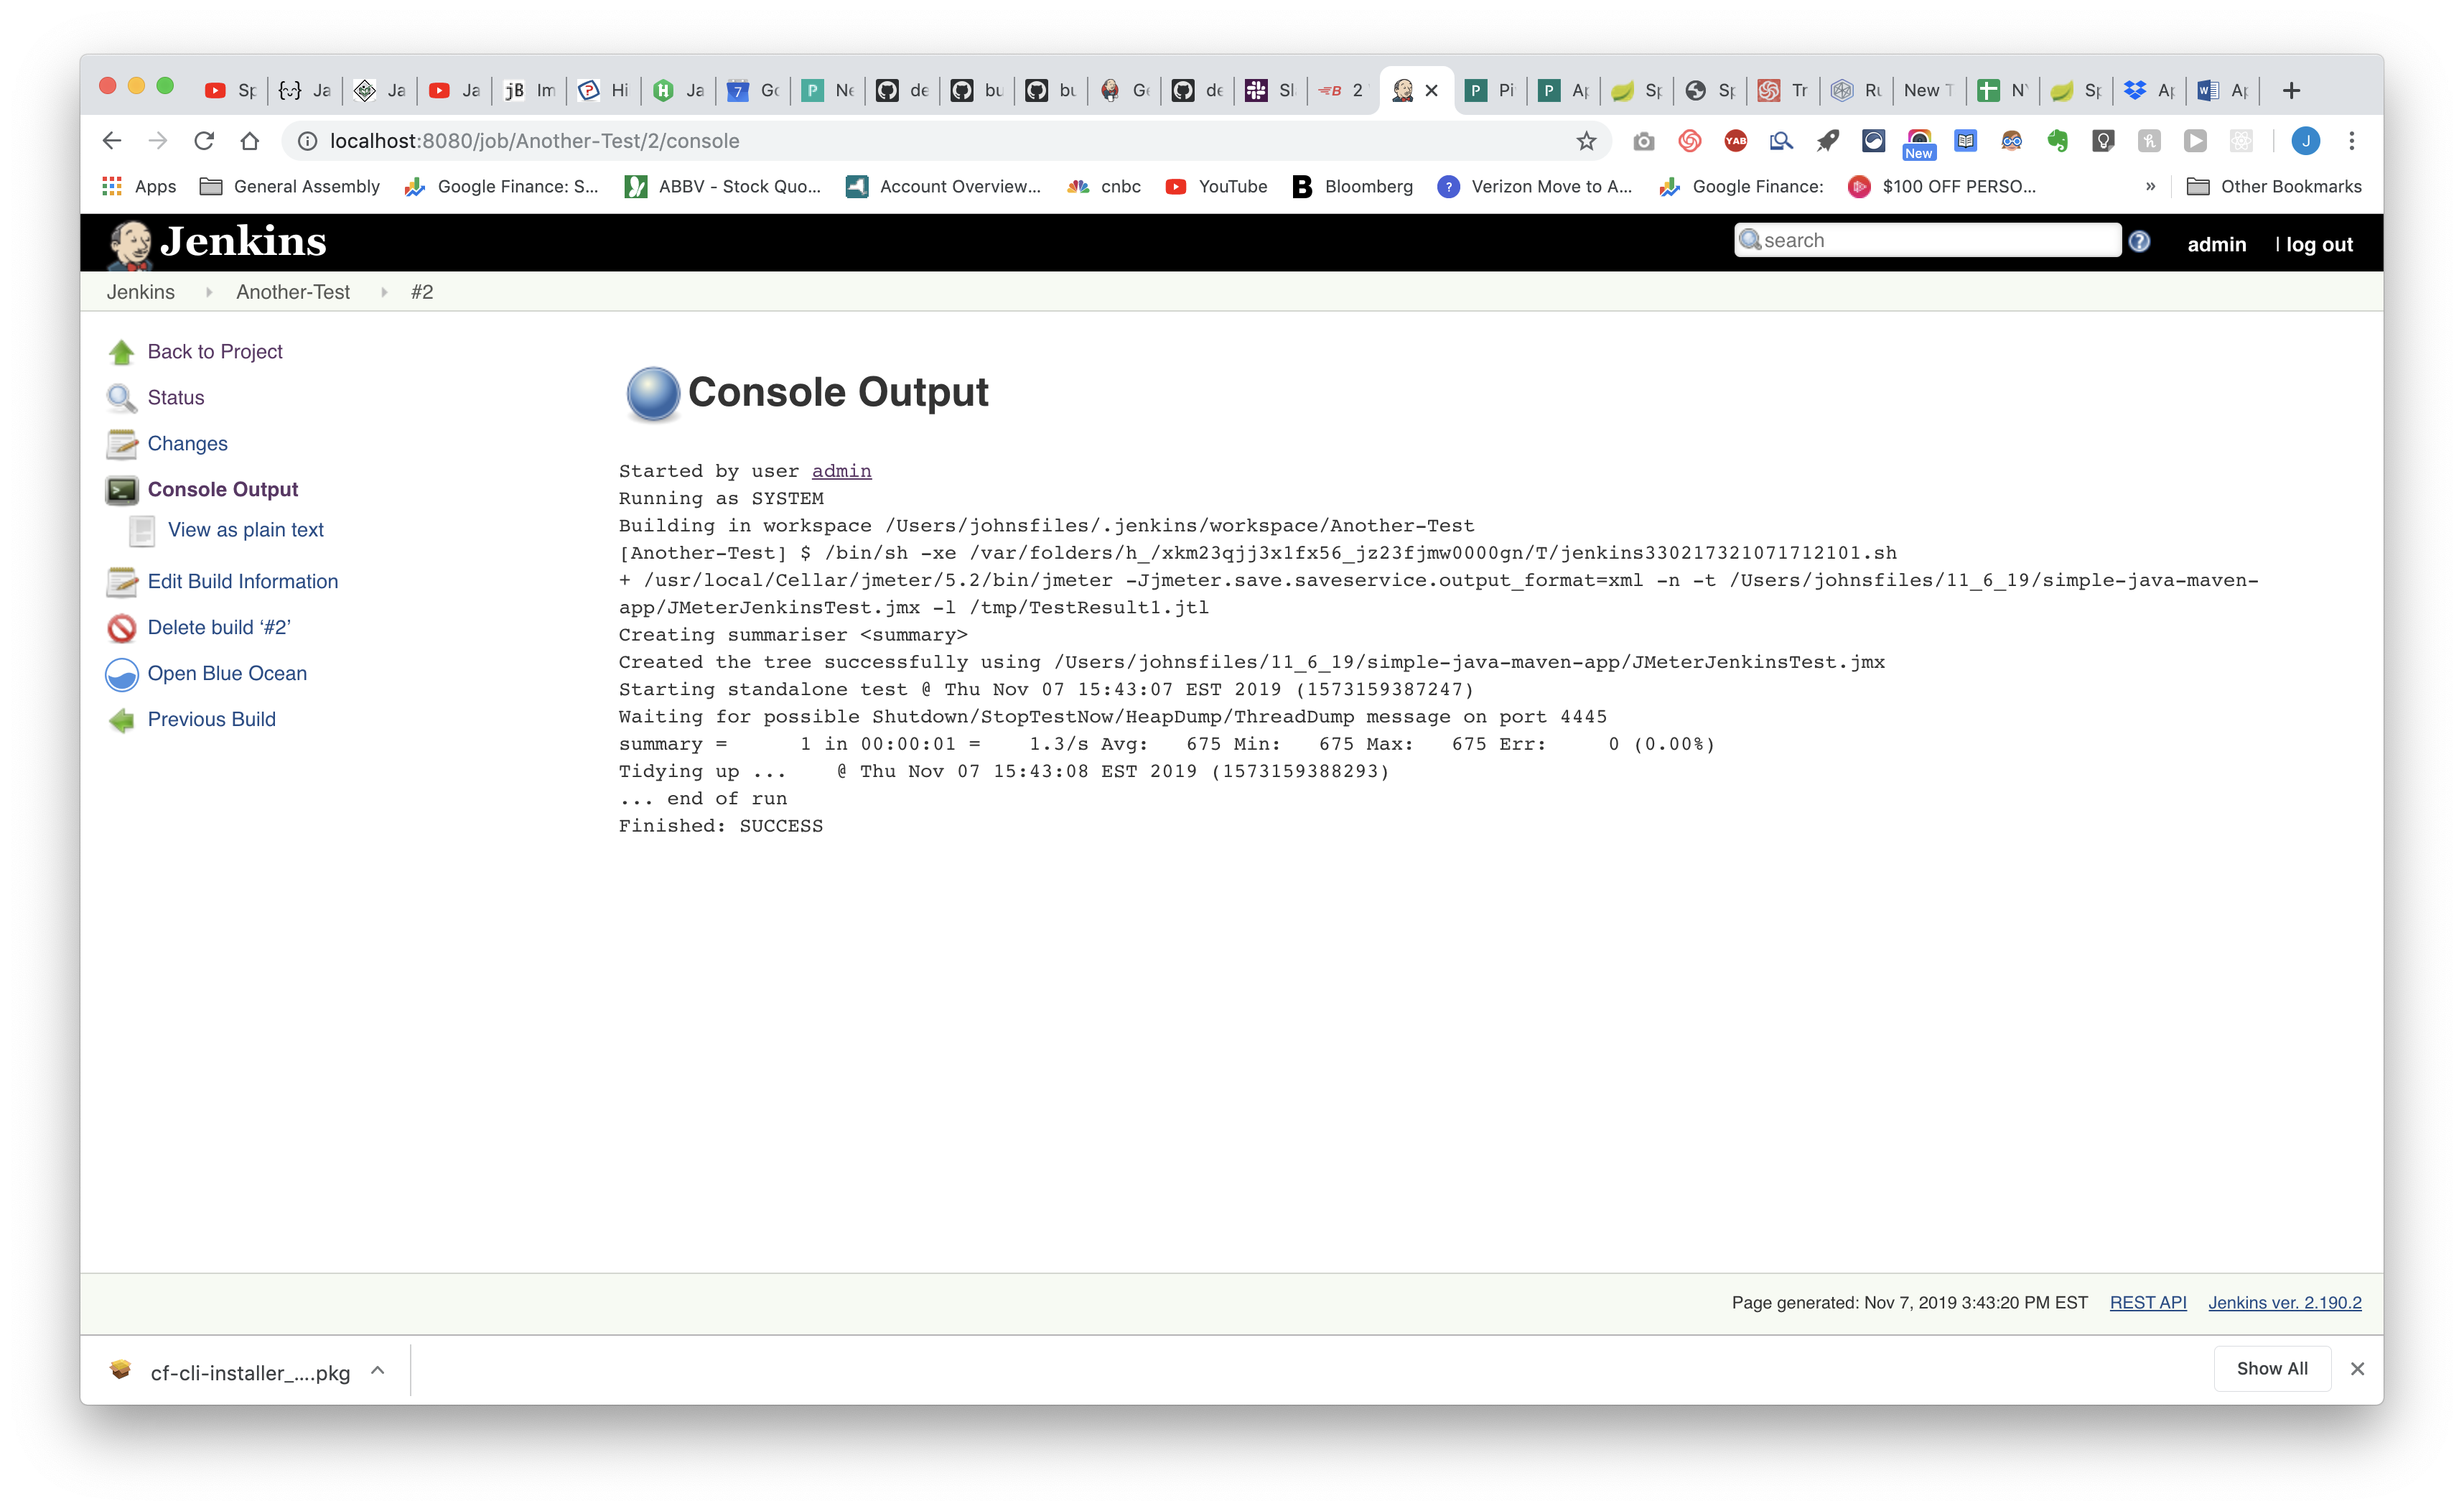 Sp Ja Ja Ja jB Im Hi Ja 7 Go Ne de bu bu Ge de Sl 2 Pi Ap Sp Sp Tr Ru New T N Sp Ap Ap
localhost:8080/job/Another-Test/2/console YAB New J
Apps General Assembly Google Finance: S... ABBV - Stock Quo... Account Overview... cnbc YouTube Bloomberg Verizon Move to A... Google Finance: $100 OFF PERSO... » Other Bookmarks
Jenkins search admin | log out
Jenkins Another-Test #2
Back to Project
Status
Changes
Console Output
View as plain text
Edit Build Information
Delete build ‘#2’
Open Blue Ocean
Previous Build
Console Output
Started by user admin
Running as SYSTEM
Building in workspace /Users/johnsfiles/.jenkins/workspace/Another-Test
[Another-Test] $ /bin/sh -xe /var/folders/h_/xkm23qjj3x1fx56_jz23fjmw0000gn/T/jenkins330217321071712101.sh
+ /usr/local/Cellar/jmeter/5.2/bin/jmeter -Jjmeter.save.saveservice.output_format=xml -n -t /Users/johnsfiles/11_6_19/simple-java-maven-
app/JMeterJenkinsTest.jmx -l /tmp/TestResult1.jtl
Creating summariser <summary>
Created the tree successfully using /Users/johnsfiles/11_6_19/simple-java-maven-app/JMeterJenkinsTest.jmx
Starting standalone test @ Thu Nov 07 15:43:07 EST 2019 (1573159387247)
Waiting for possible Shutdown/StopTestNow/HeapDump/ThreadDump message on port 4445
summary =      1 in 00:00:01 =    1.3/s Avg:   675 Min:   675 Max:   675 Err:     0 (0.00%)
Tidying up ...    @ Thu Nov 07 15:43:08 EST 2019 (1573159388293)
... end of run
Finished: SUCCESS
Page generated: Nov 7, 2019 3:43:20 PM EST REST API Jenkins ver. 2.190.2
cf-cli-installer_....pkg Show All